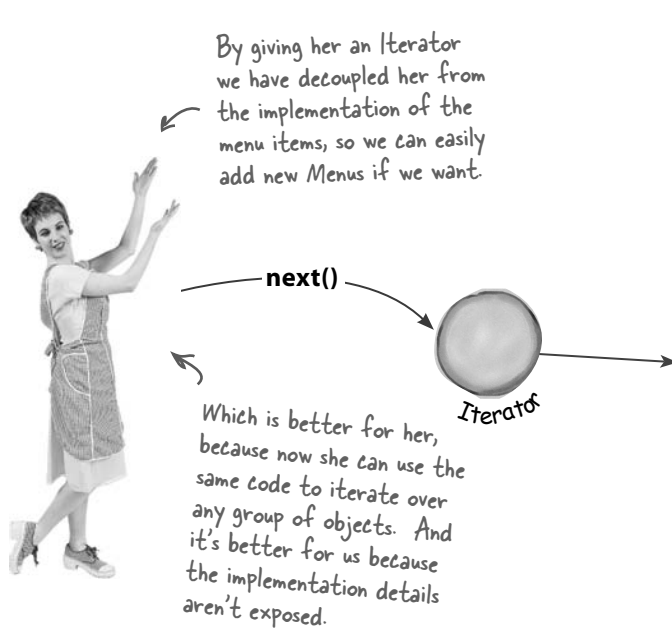 By giving her an Iterator
we have decoupled her from
the implementation of the
menu items, so we can easily
add new Menus if we want.
next()
Iterator
Which is better for her,
because now she can use the
same code to iterate over
any group of objects. And
it's better for us because
the implementation details
aren't exposed.